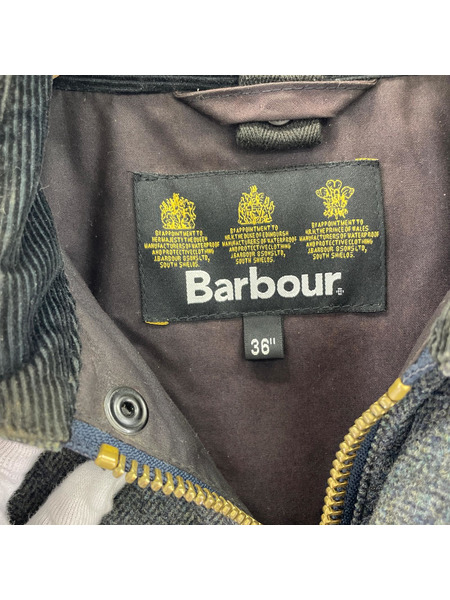 BY APPOINTMENT TO
HER MAJESTY THE QUEEN
MANUFACTURERS OF WATERPROOF
AND PROTECTIVE CLOTHING
J.BARBOUR &SONS LTD,
SOUTH SHIELDS.
BY APPOINTMENT TO
H.R.H. THE DUKE OF EDINBURGH
MANUFACTURERS OF WATERPROOF
AND PROTECTIVE CLOTHING
J.BARBOUR &SONS LTD,
SOUTH SHIELDS.
BY APPOINTMENT TO
H.R.H. THE PRINCE OF WALES
MANUFACTURERS OF WATERPROOF
AND PROTECTIVE CLOTHING
J.BARBOUR &SONS LTD,
SOUTH SHIELDS.
Barbour
36"